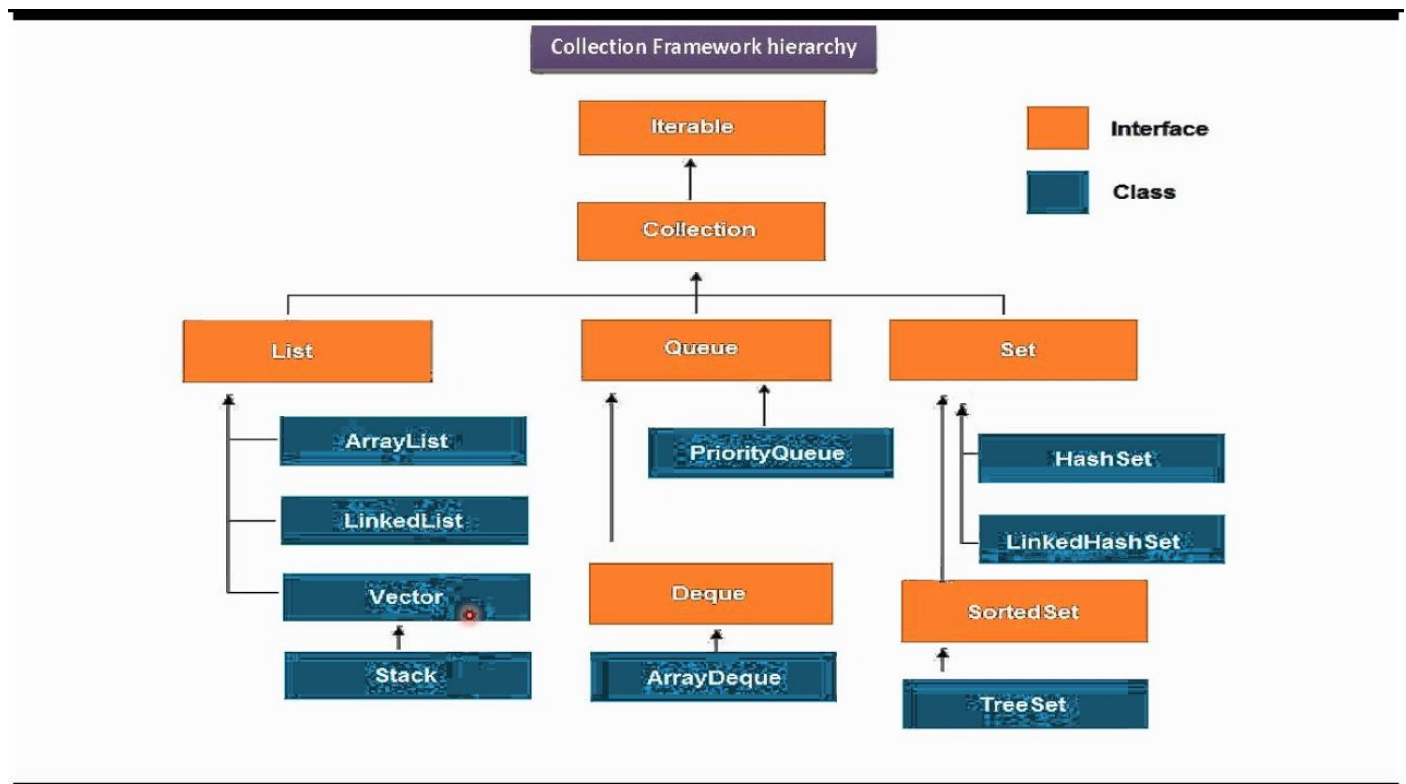 Collection Framework hierarchy
Iterable
Interface
Class
Collection
List
Queue
Set
ArrayList
PriorityQueue
HashSet
LinkedList
LinkedHashSet
Vector
Deque
SortedSet
Stack
ArrayDeque
TreeSet